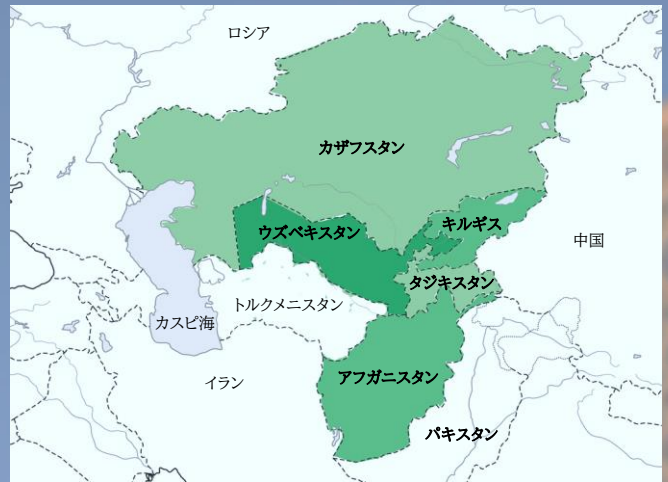 ロシア
カザフスタン
ウズベキスタン
キルギス
中国
タジキスタン
トルクメニスタン
カスピ海
イラン
アフガニスタン
パキスタン